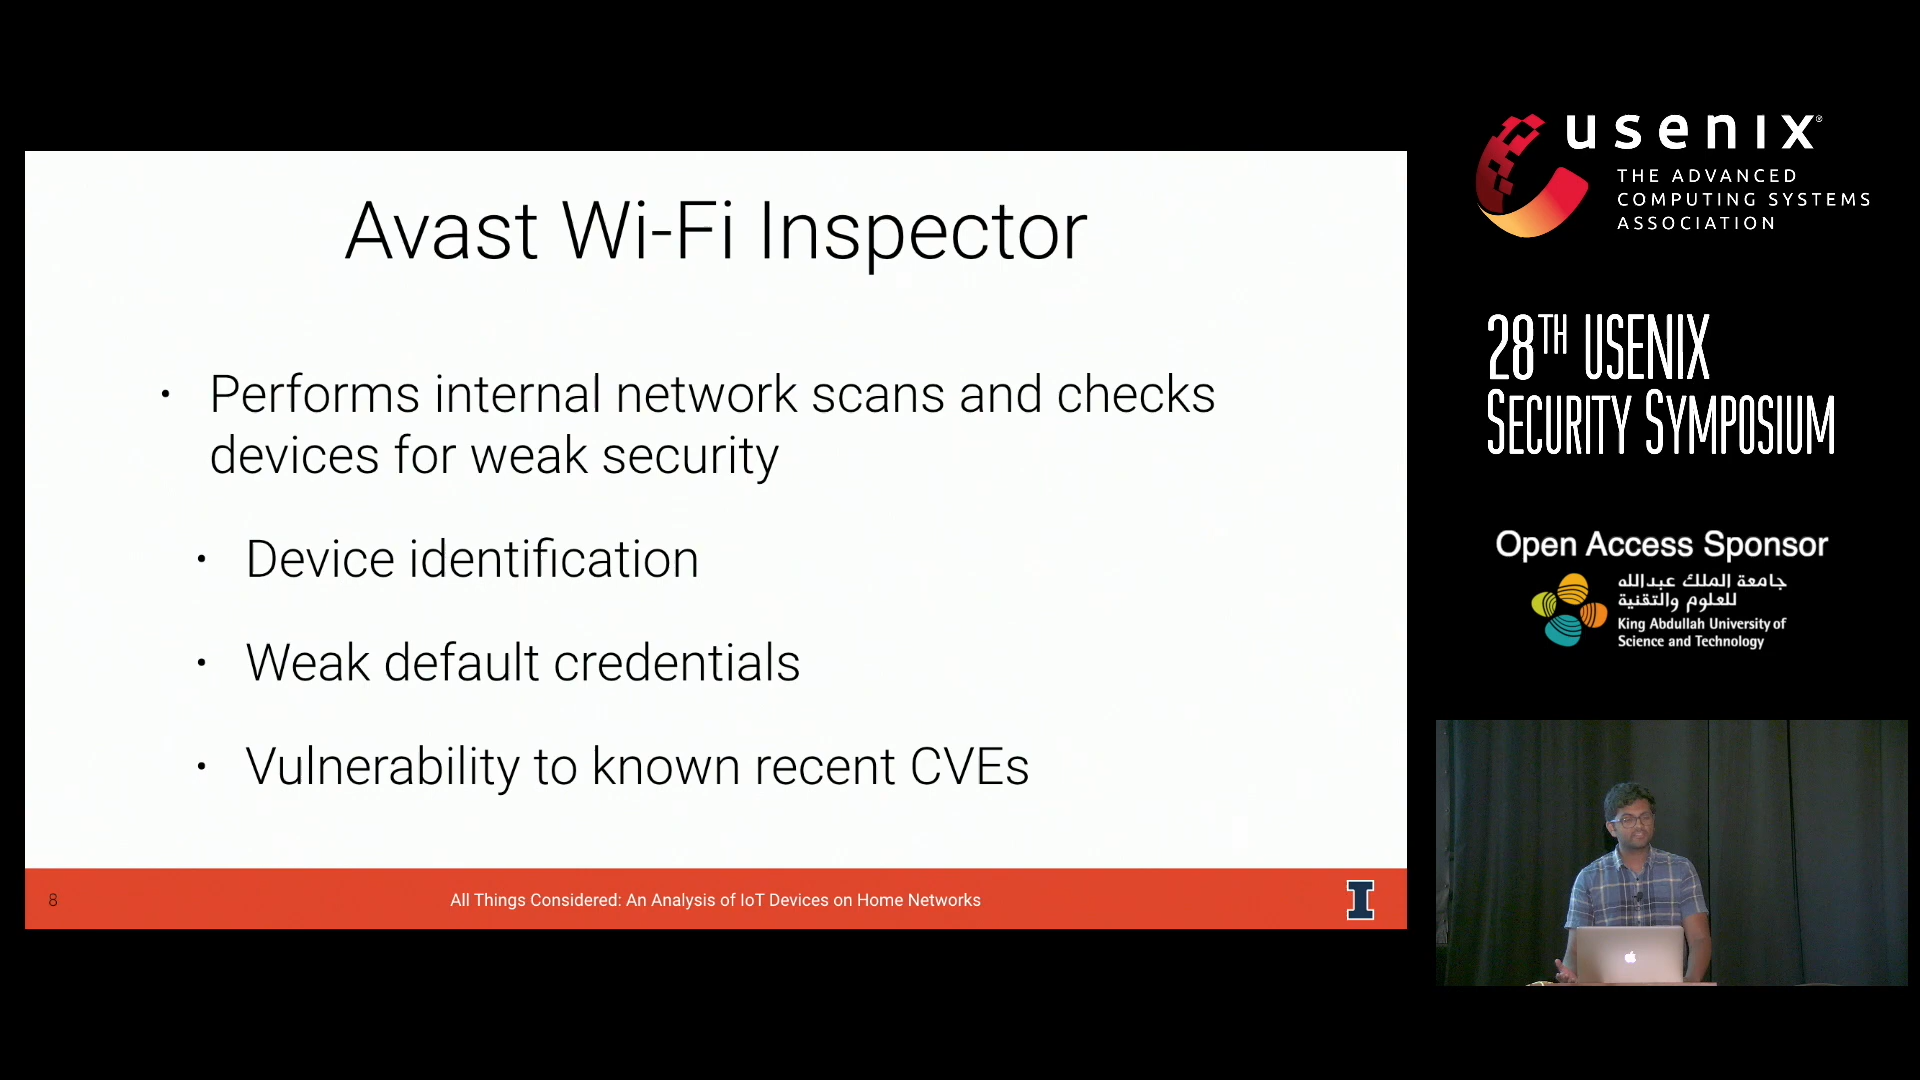 Avast Wi-Fi Inspector
• Performs internal network scans and checks
devices for weak security
• Device identification
• Weak default credentials
• Vulnerability to known recent CVEs
8
All Things Considered: An Analysis of IoT Devices on Home Networks
I
usenix®
THE ADVANCED
COMPUTING SYSTEMS
ASSOCIATION
28TH USENIX
SECURITY SYMPOSIUM
Open Access Sponsor
جامعة الملك عبدالله
للعلوم والتقنية
King Abdullah University of
Science and Technology